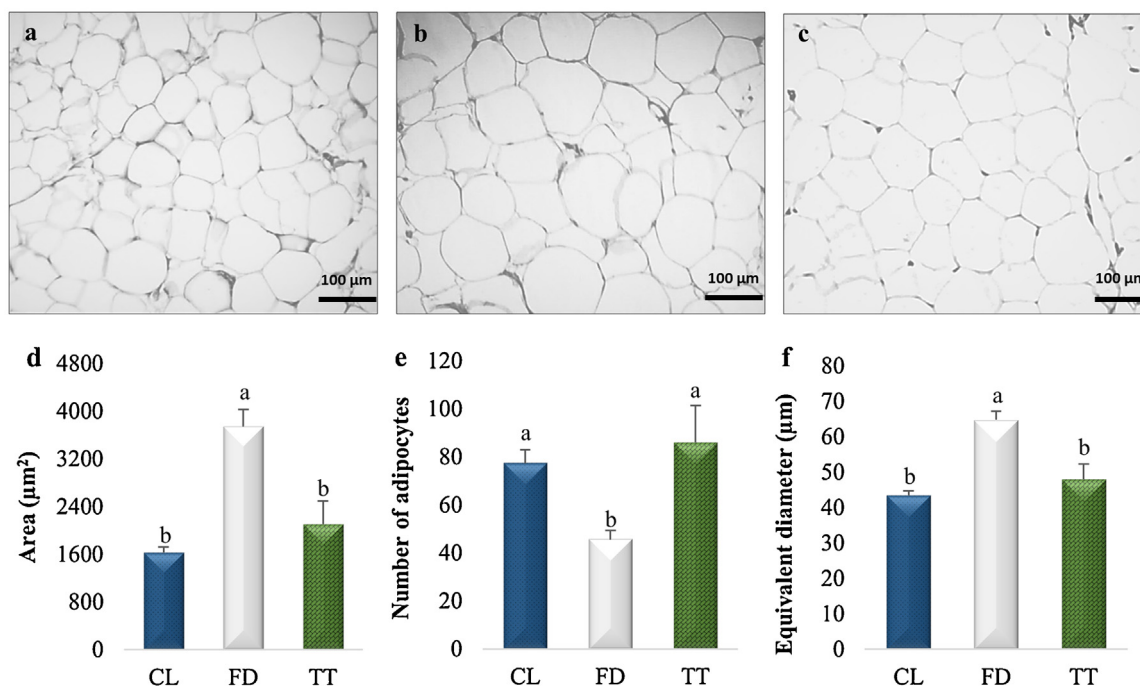 a
100 µm
b
100 µm
c
100 µm
d
Area (µm²)
4800
4000
3200
2400
1600
800
0
b
a
b
CL FD TT
e
Number of adipocytes
120
100
80
60
40
20
0
a
b
a
CL FD TT
f
Equivalent diameter (µm)
80
70
60
50
40
30
20
10
0
b
a
b
CL FD TT